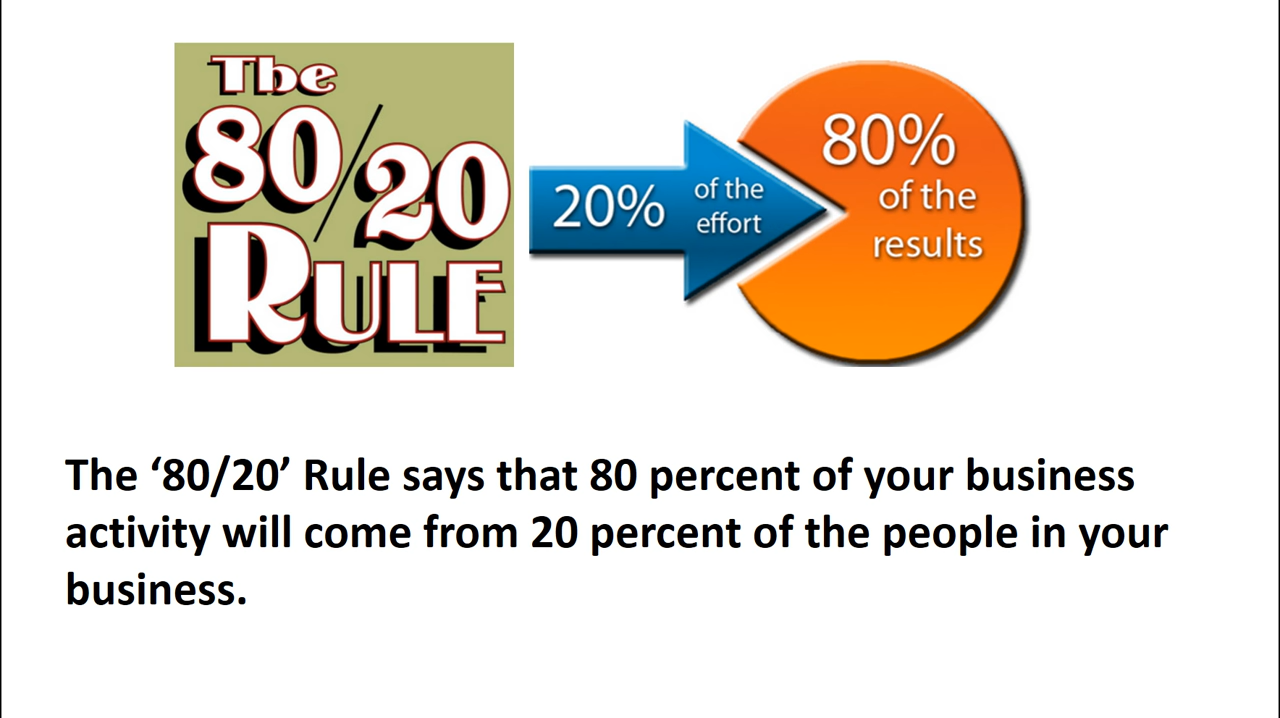 The
80/20
RULE
20% of the
effort
80%
of the
results
The ‘80/20’ Rule says that 80 percent of your business
activity will come from 20 percent of the people in your
business.